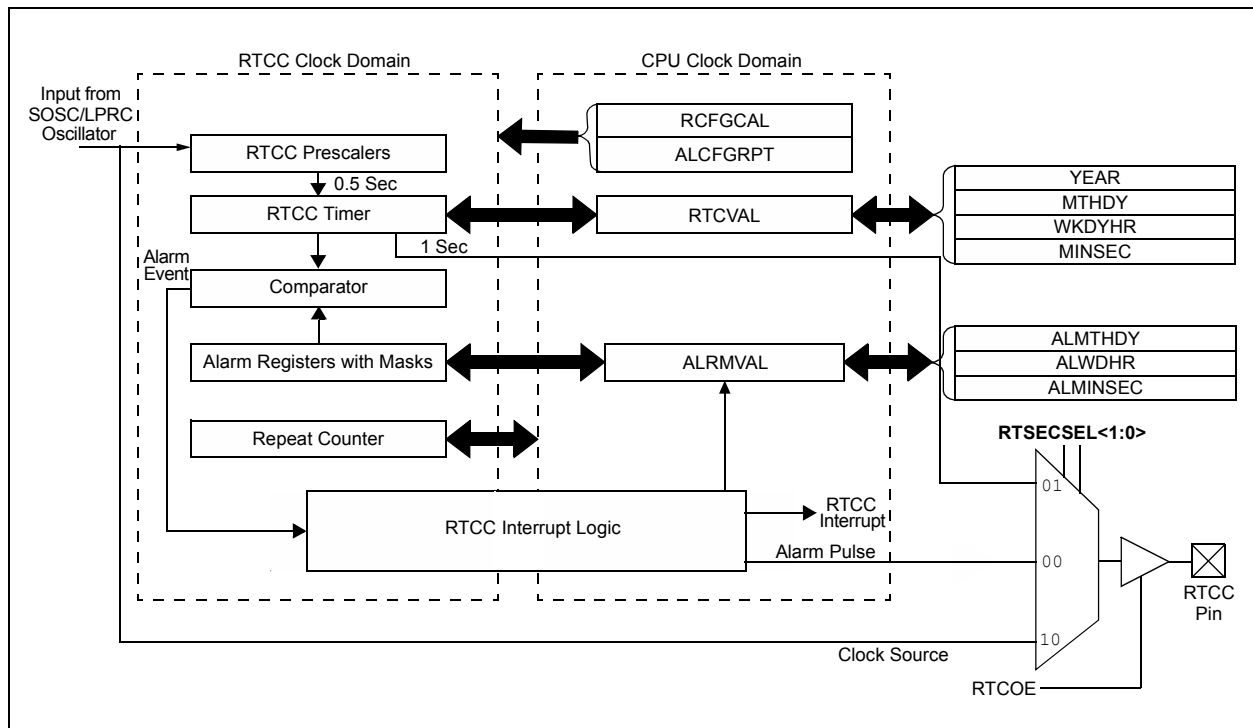 RTCC Clock Domain
CPU Clock Domain
Input from
SOSC/LPRC
Oscillator
RCFGCAL
ALCFGRPT
RTCC Prescalers
0.5 Sec
RTCC Timer
RTCVAL
YEAR
MTHDY
WKDYHR
MINSEC
1 Sec
Alarm
Event
Comparator
Alarm Registers with Masks
ALRMVAL
ALMTHDY
ALWDHR
ALMINSEC
Repeat Counter
RTSECSEL<1:0>
01
RTCC Interrupt Logic
RTCC
Interrupt
Alarm Pulse
00
RTCC
Pin
10
Clock Source
RTCOE